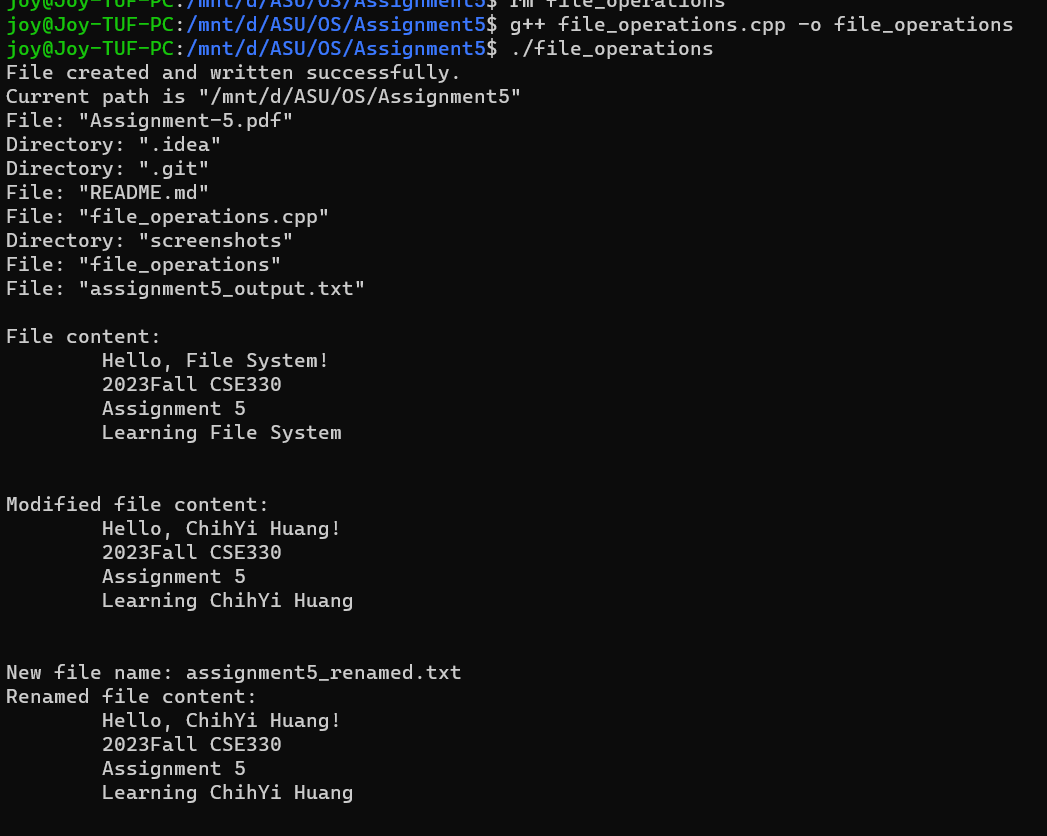 joy@Joy-TUF-PC:/mnt/d/ASU/OS/Assignment5$ rm file_operations
joy@Joy-TUF-PC:/mnt/d/ASU/OS/Assignment5$ g++ file_operations.cpp -o file_operations
joy@Joy-TUF-PC:/mnt/d/ASU/OS/Assignment5$ ./file_operations
File created and written successfully.
Current path is "/mnt/d/ASU/OS/Assignment5"
File: "Assignment-5.pdf"
Directory: ".idea"
Directory: ".git"
File: "README.md"
File: "file_operations.cpp"
Directory: "screenshots"
File: "file_operations"
File: "assignment5_output.txt"
File content:
Hello, File System!
2023Fall CSE330
Assignment 5
Learning File System
Modified file content:
Hello, ChihYi Huang!
2023Fall CSE330
Assignment 5
Learning ChihYi Huang
New file name: assignment5_renamed.txt
Renamed file content:
Hello, ChihYi Huang!
2023Fall CSE330
Assignment 5
Learning ChihYi Huang